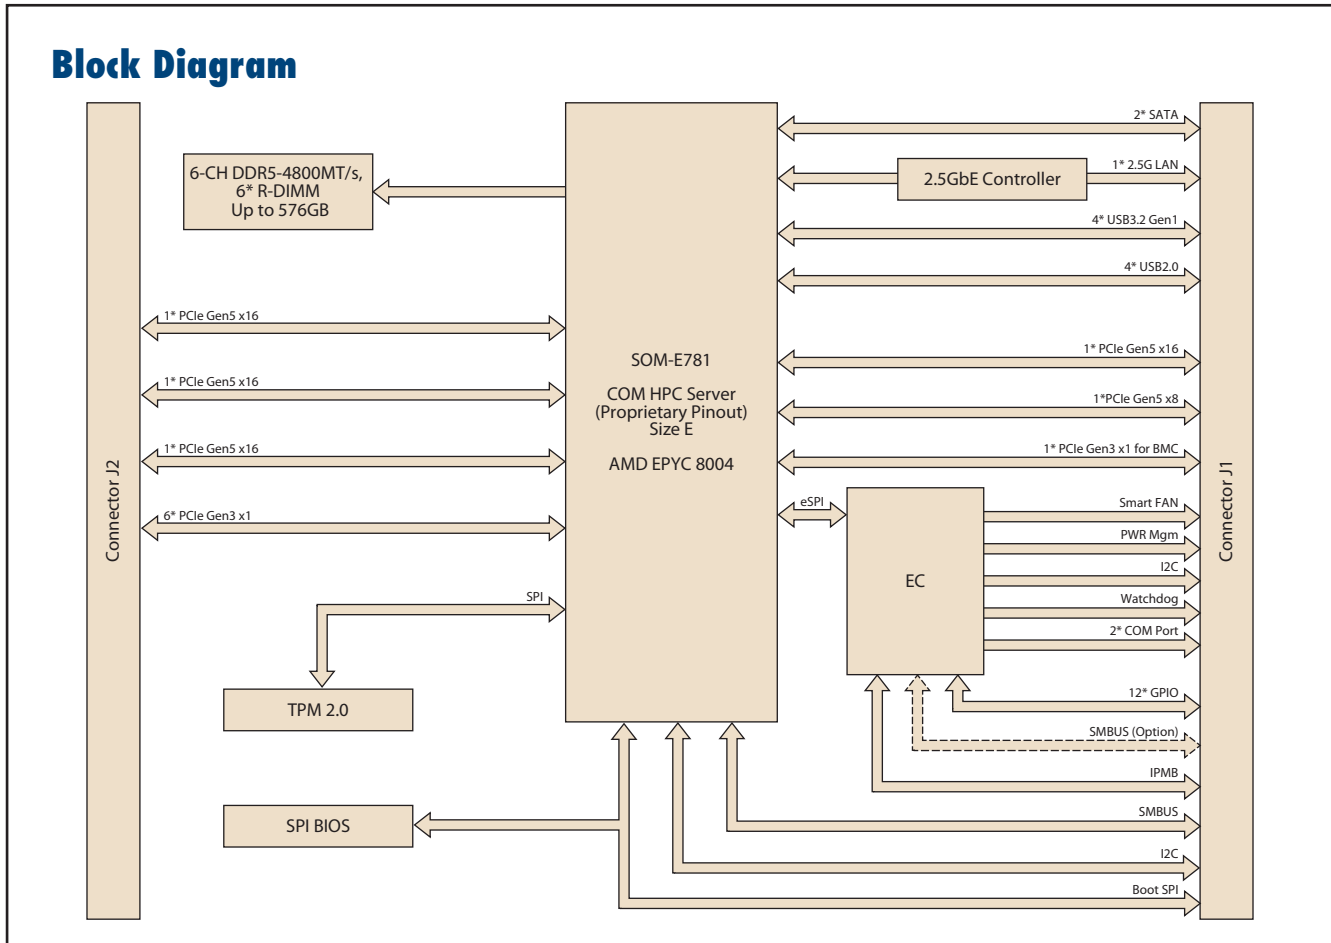 Block Diagram
Connector J2
6-CH DDR5-4800MT/s,
6* R-DIMM
Up to 576GB
1* PCIe Gen5 x16
1* PCIe Gen5 x16
1* PCIe Gen5 x16
6* PCIe Gen3 x1
SPI
TPM 2.0
SPI BIOS
SOM-E781
COM HPC Server
(Proprietary Pinout)
Size E
AMD EPYC 8004
2* SATA
2.5GbE Controller
1* 2.5G LAN
4* USB3.2 Gen1
4* USB2.0
1* PCIe Gen5 x16
1*PCIe Gen5 x8
1* PCIe Gen3 x1 for BMC
eSPI
EC
Smart FAN
PWR Mgm
I2C
Watchdog
2* COM Port
12* GPIO
SMBUS (Option)
IPMB
SMBUS
I2C
Boot SPI
Connector J1